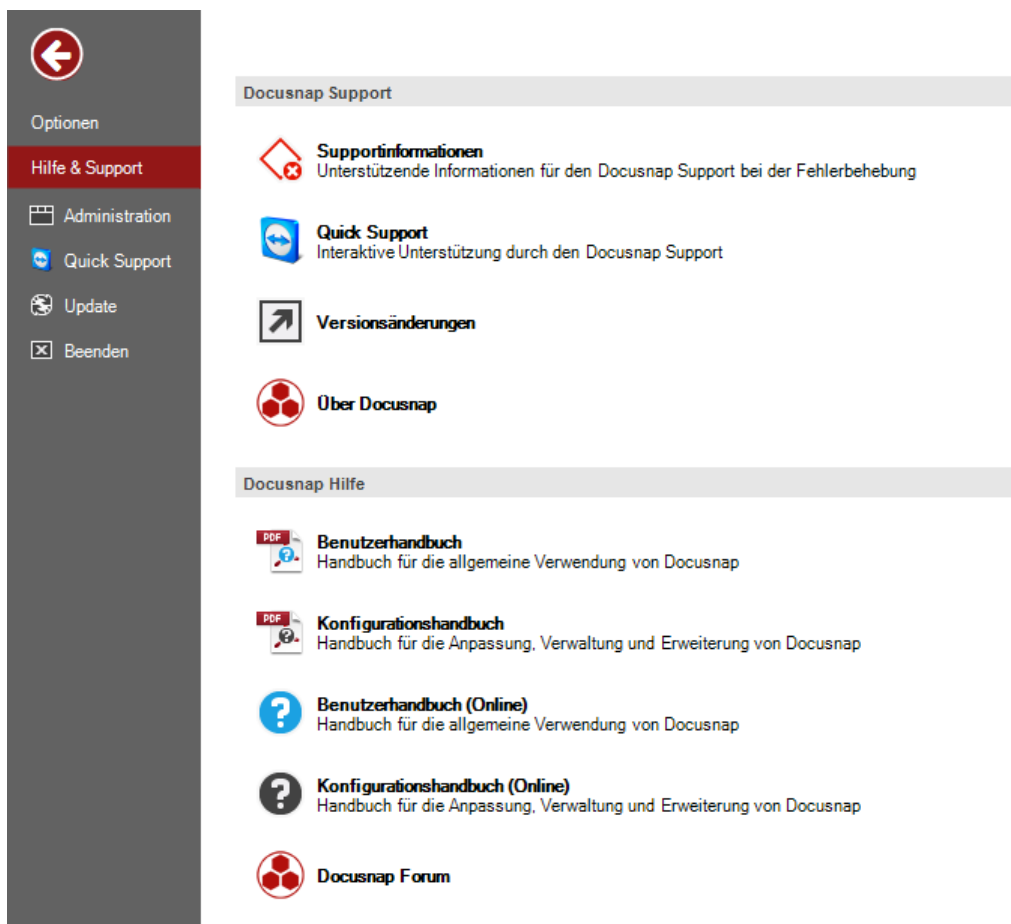 Optionen
Hilfe & Support
Administration
Quick Support
Update
Beenden
Docusnap Support
Supportinformationen
Unterstützende Informationen für den Docusnap Support bei der Fehlerbehebung
Quick Support
Interaktive Unterstützung durch den Docusnap Support
Versionsänderungen
Über Docusnap
Docusnap Hilfe
PDF
Benutzerhandbuch
Handbuch für die allgemeine Verwendung von Docusnap
PDF
Konfigurationshandbuch
Handbuch für die Anpassung, Verwaltung und Erweiterung von Docusnap
Benutzerhandbuch (Online)
Handbuch für die allgemeine Verwendung von Docusnap
Konfigurationshandbuch (Online)
Handbuch für die Anpassung, Verwaltung und Erweiterung von Docusnap
Docusnap Forum